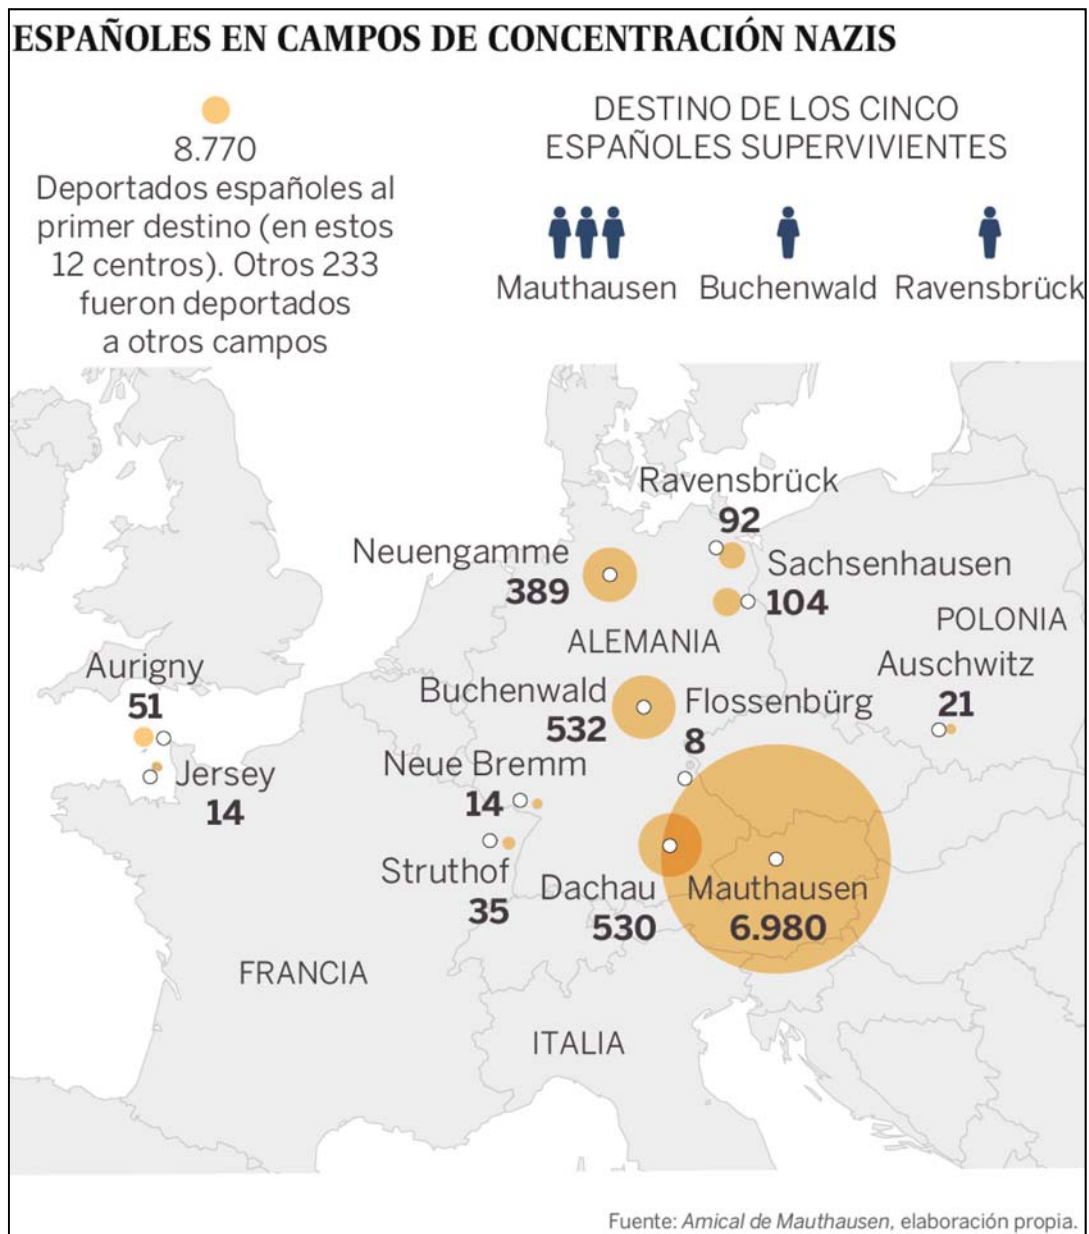 ESPAÑOLES EN CAMPOS DE CONCENTRACIÓN NAZIS
8.770
Deportados españoles al
primer destino (en estos
12 centros). Otros 233
fueron deportados
a otros campos
DESTINO DE LOS CINCO
ESPAÑOLES SUPERVIVIENTES
Mauthausen
Buchenwald
Ravensbrück
Ravensbrück
92
Neuengamme
389
Sachsenhausen
104
POLONIA
ALEMANIA
Aurigny
51
Auschwitz
21
Buchenwald
532
Flossenbürg
8
Jersey
14
Neue Bremm
14
Struthof
35
Dachau
530
Mauthausen
6.980
FRANCIA
ITALIA
Fuente: Amical de Mauthausen, elaboración propia.